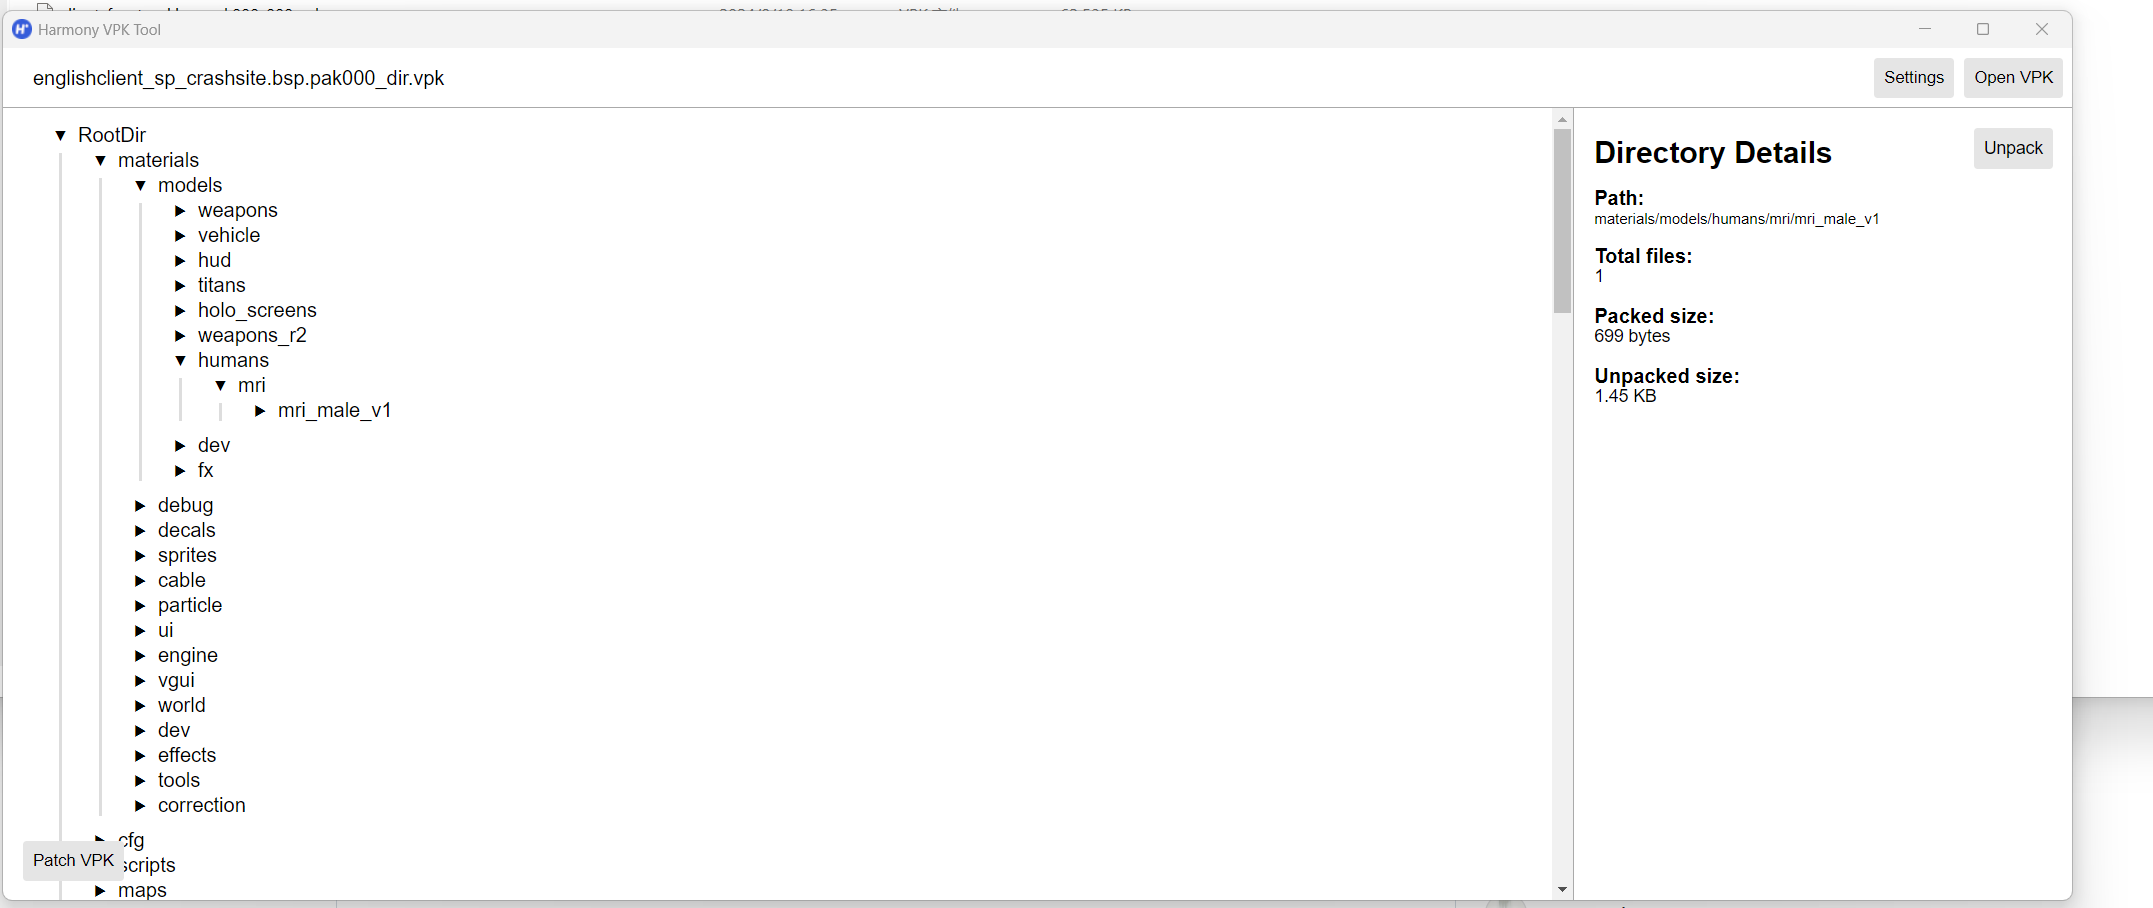 Harmony VPK Tool
englishclient_sp_crashsite.bsp.pak000_dir.vpk
Settings
Open VPK
RootDir
materials
models
weapons
vehicle
hud
titans
holo_screens
weapons_r2
humans
mri
mri_male_v1
dev
fx
debug
decals
sprites
cable
particle
ui
engine
vgui
world
dev
effects
tools
correction
cfg
scripts
maps
Patch VPK
Directory Details
Unpack
Path:
materials/models/humans/mri/mri_male_v1
Total files:
1
Packed size:
699 bytes
Unpacked size:
1.45 KB